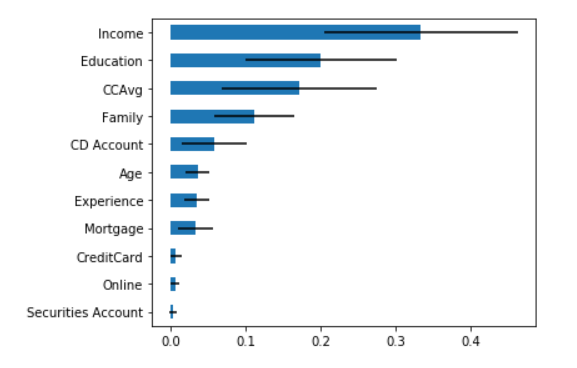 Income
Education
CCAvg
Family
CD Account
Age
Experience
Mortgage
CreditCard
Online
Securities Account
0.0 0.1 0.2 0.3 0.4